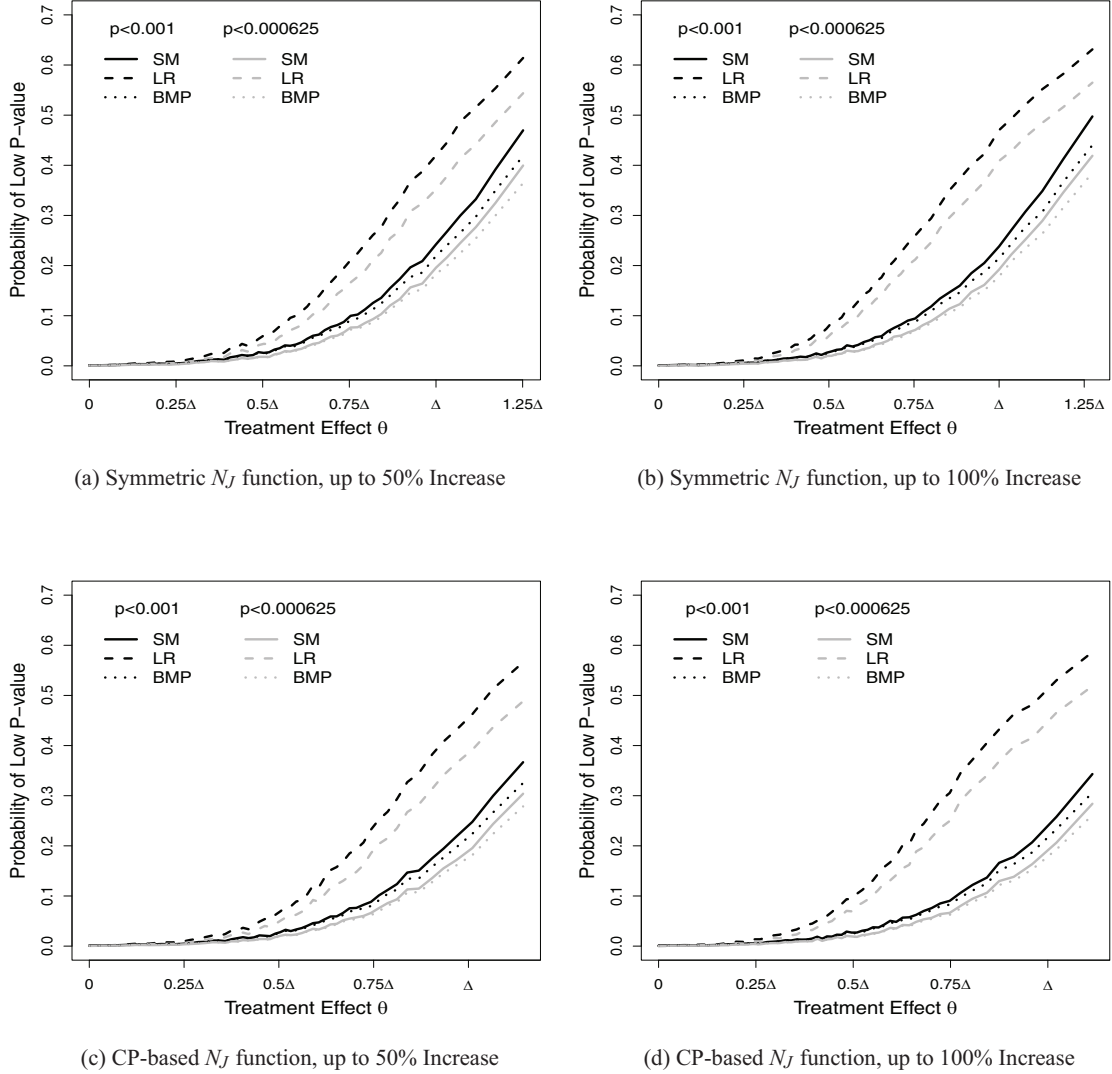 0.0 0.1 0.2 0.3 0.4 0.5 0.6 0.7
Probability of Low P−value
p<0.001 p<0.000625
SM SM
LR LR
BMP BMP
0 0.25Δ 0.5Δ 0.75Δ Δ 1.25Δ
Treatment Effect θ
(a) Symmetric N_J function, up to 50% Increase
0.0 0.1 0.2 0.3 0.4 0.5 0.6 0.7
Probability of Low P−value
p<0.001 p<0.000625
SM SM
LR LR
BMP BMP
0 0.25Δ 0.5Δ 0.75Δ Δ 1.25Δ
Treatment Effect θ
(b) Symmetric N_J function, up to 100% Increase
0.0 0.1 0.2 0.3 0.4 0.5 0.6 0.7
Probability of Low P−value
p<0.001 p<0.000625
SM SM
LR LR
BMP BMP
0 0.25Δ 0.5Δ 0.75Δ Δ
Treatment Effect θ
(c) CP-based N_J function, up to 50% Increase
0.0 0.1 0.2 0.3 0.4 0.5 0.6 0.7
Probability of Low P−value
p<0.001 p<0.000625
SM SM
LR LR
BMP BMP
0 0.25Δ 0.5Δ 0.75Δ Δ
Treatment Effect θ
(d) CP-based N_J function, up to 100% Increase